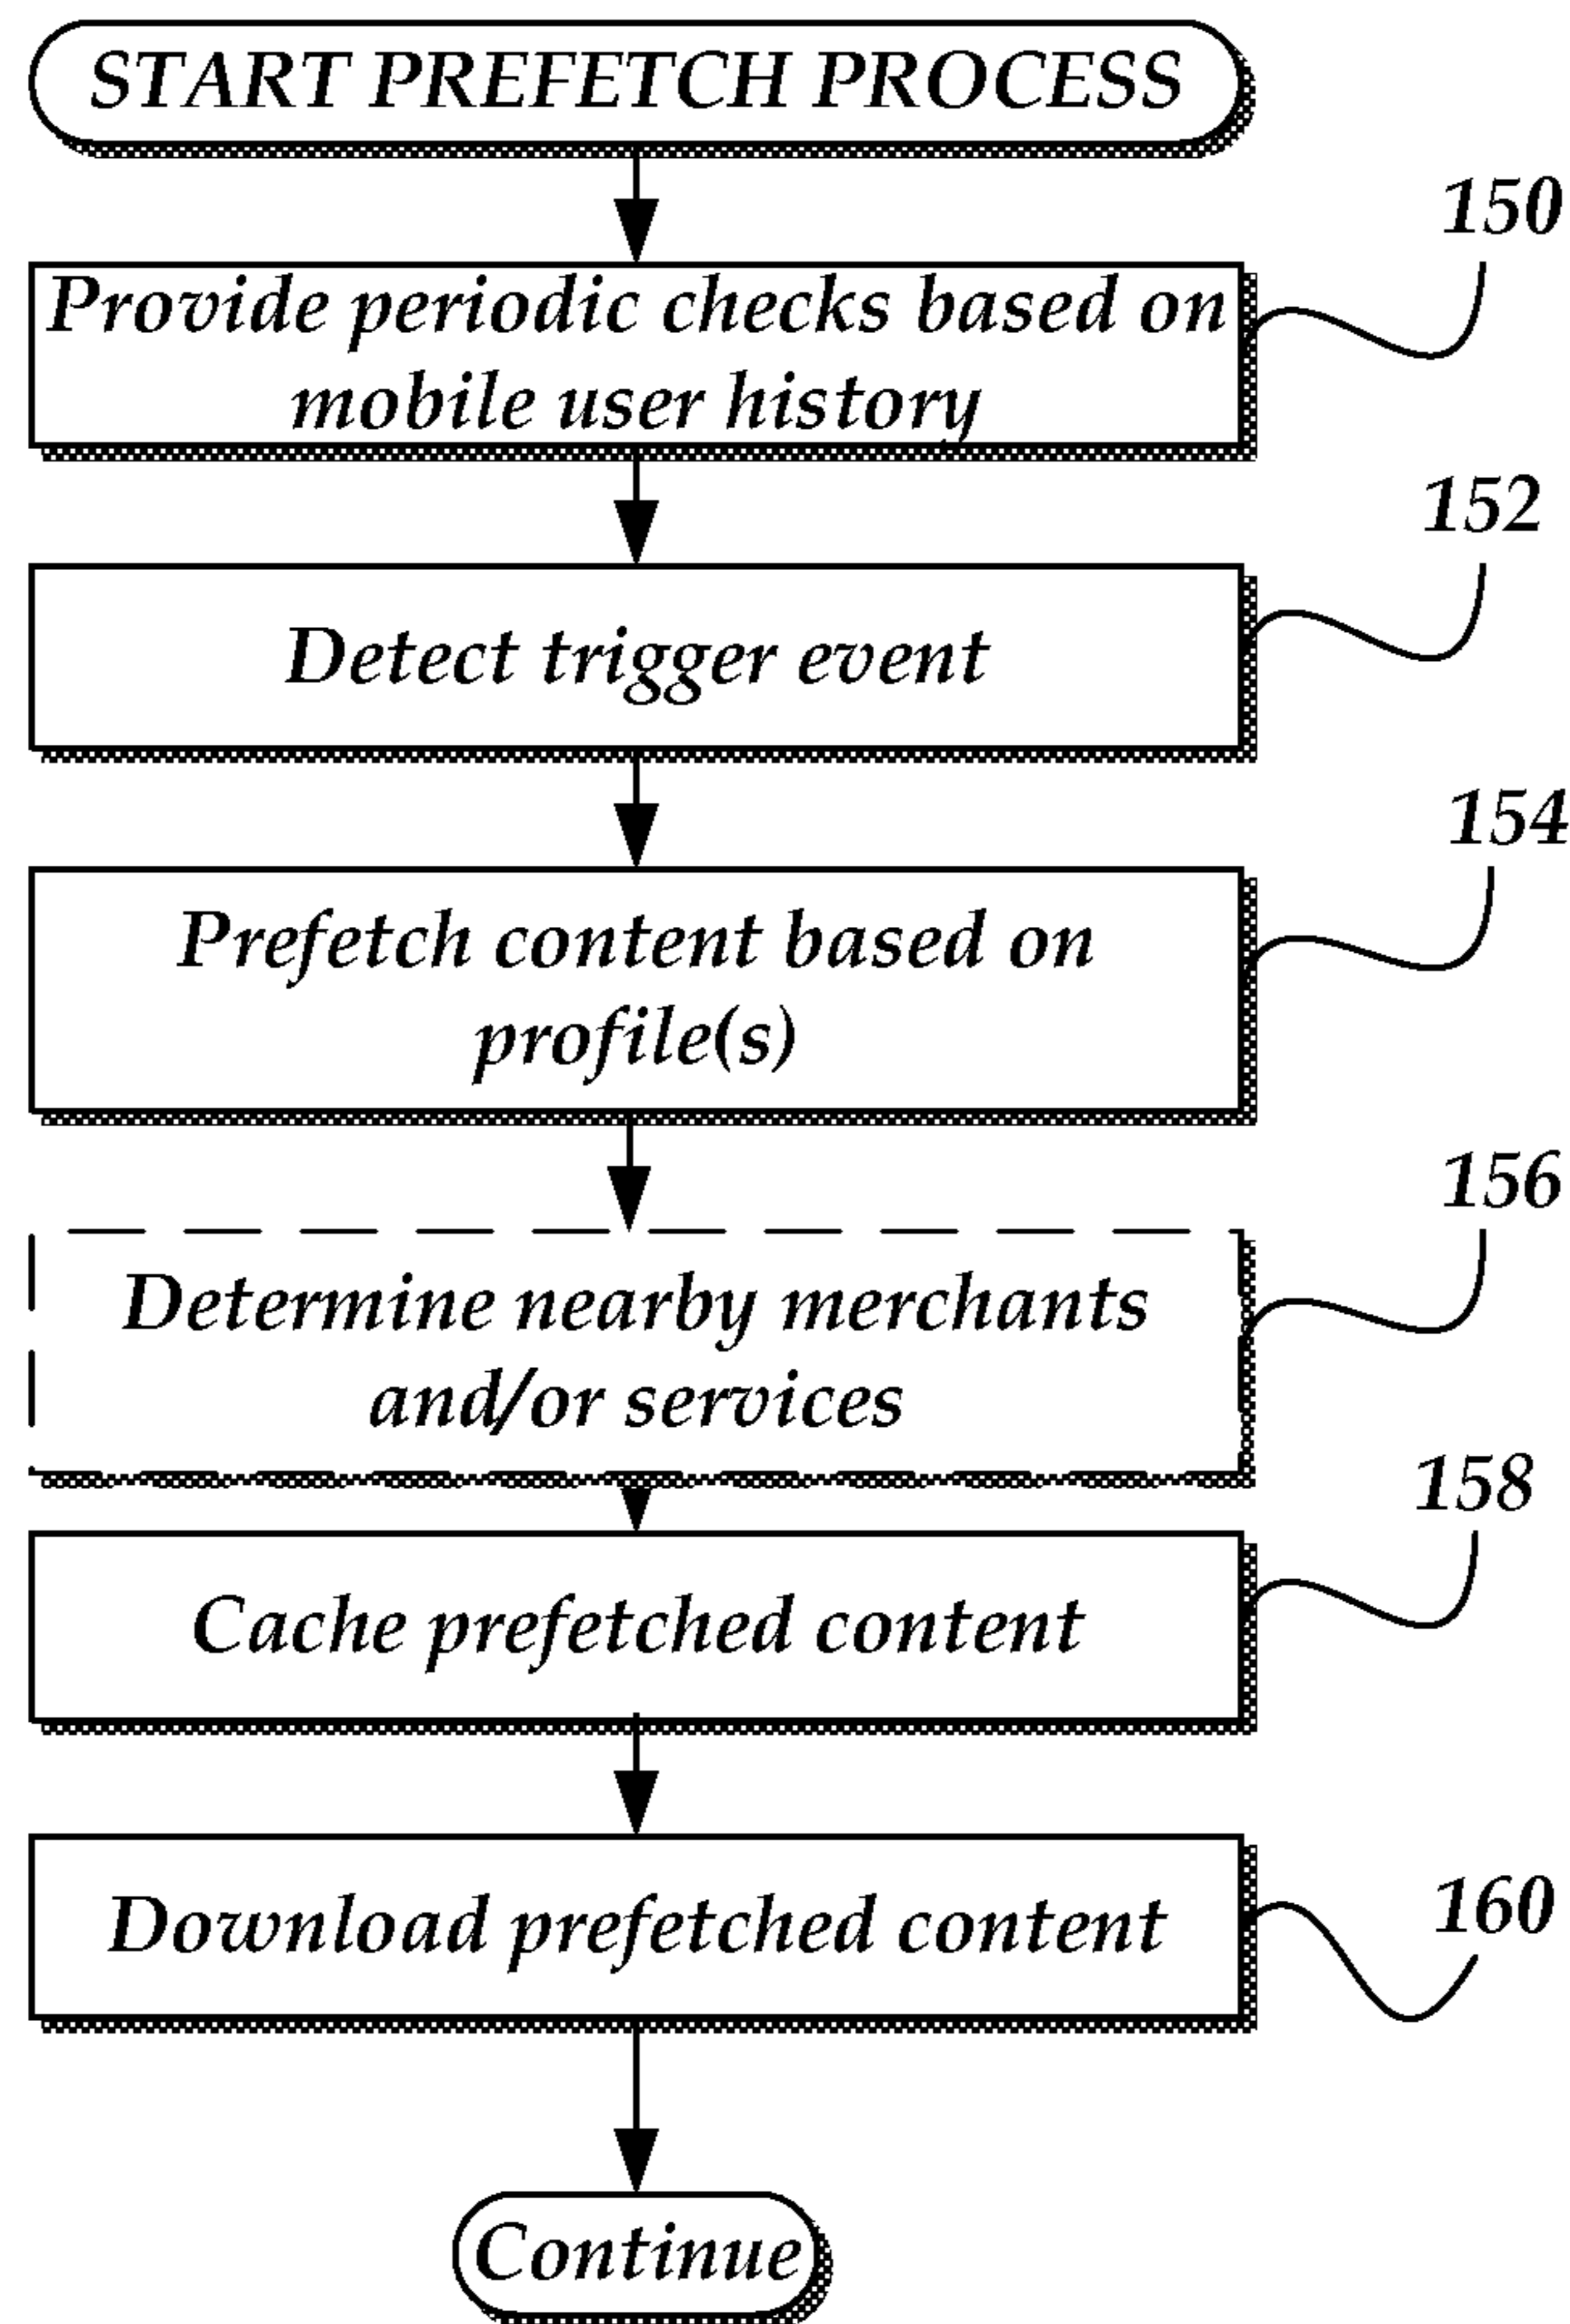 START PREFETCH PROCESS
150
Provide periodic checks based on
mobile user history
152
Detect trigger event
154
Prefetch content based on
profile(s)
156
Determine nearby merchants
and/or services
158
Cache prefetched content
160
Download prefetched content
Continue